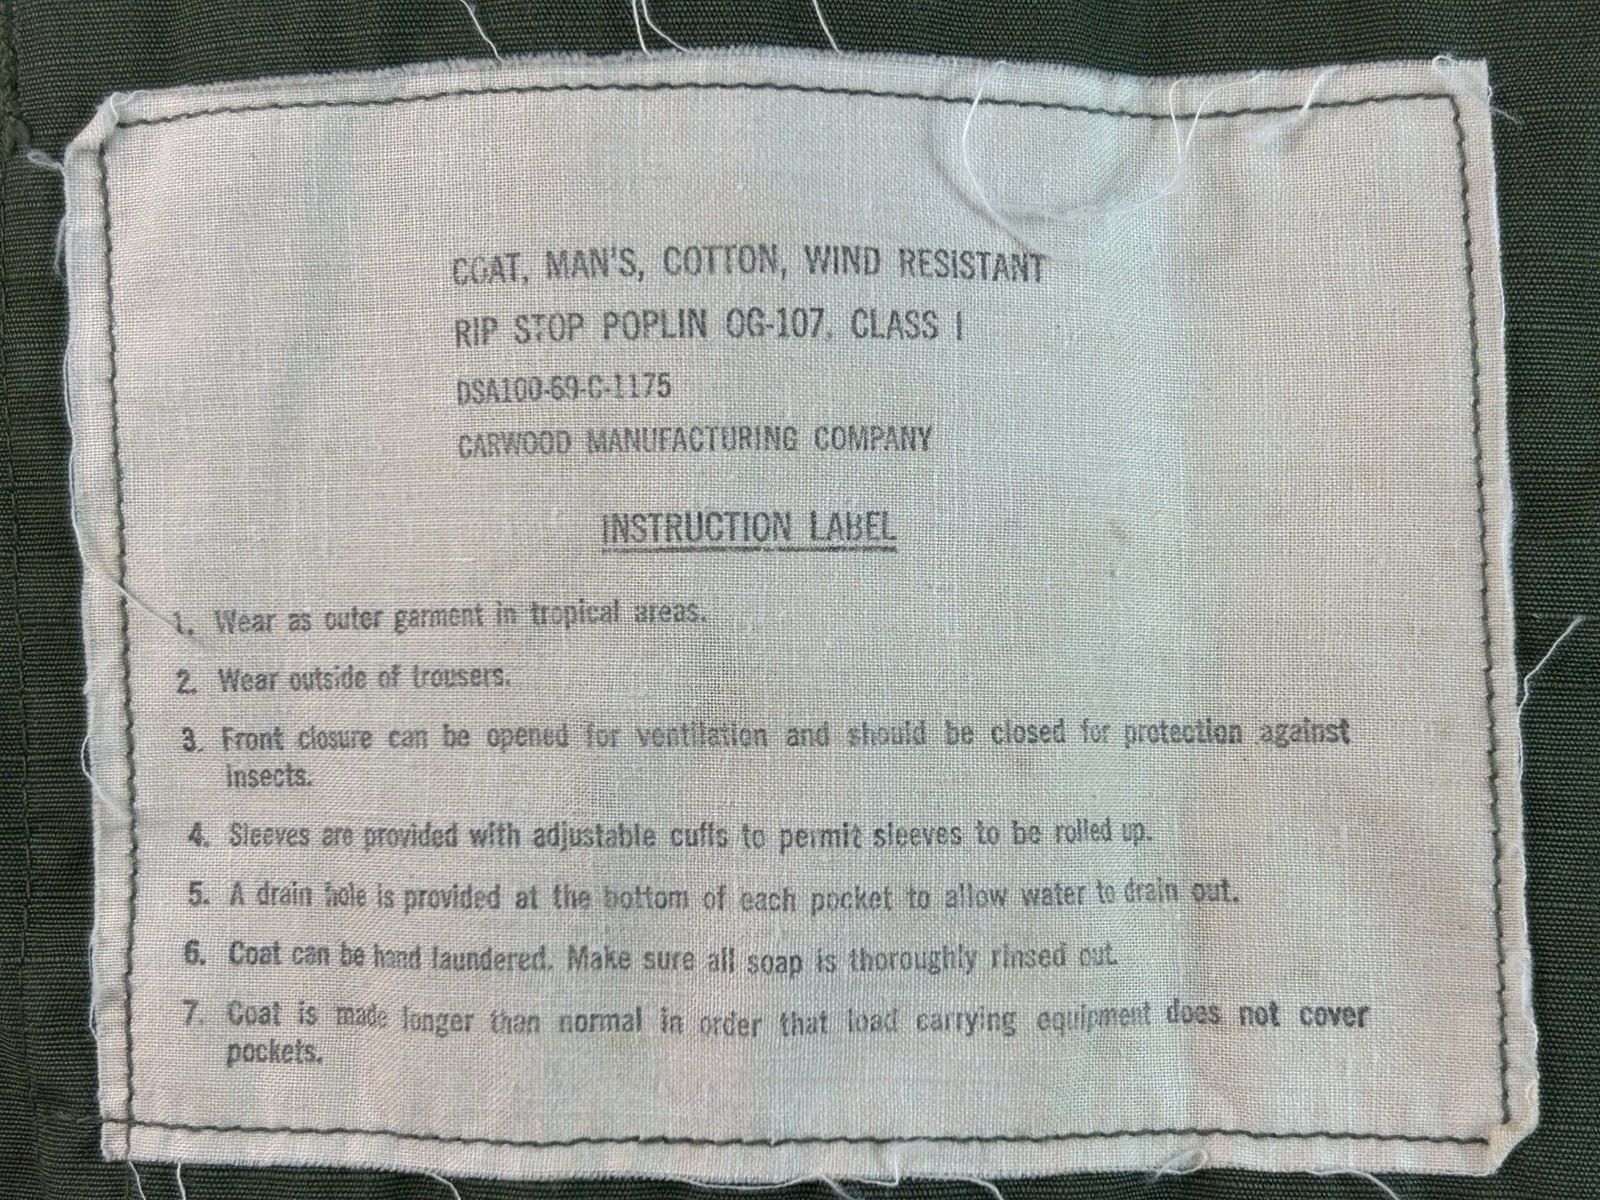 COAT, MAN'S, COTTON, WIND RESISTANT
RIP STOP POPLIN OG-107, CLASS I
DSA100-69-C-1175
CARWOOD MANUFACTURING COMPANY
INSTRUCTION LABEL
1. Wear as outer garment in tropical areas.
2. Wear outside of trousers.
3. Front closure can be opened for ventilation and should be closed for protection against
insects.
4. Sleeves are provided with adjustable cuffs to permit sleeves to be rolled up.
5. A drain hole is provided at the bottom of each pocket to allow water to drain out.
6. Coat can be hand laundered. Make sure all soap is thoroughly rinsed out.
7. Coat is made longer than normal in order that load carrying equipment does not cover
pockets.